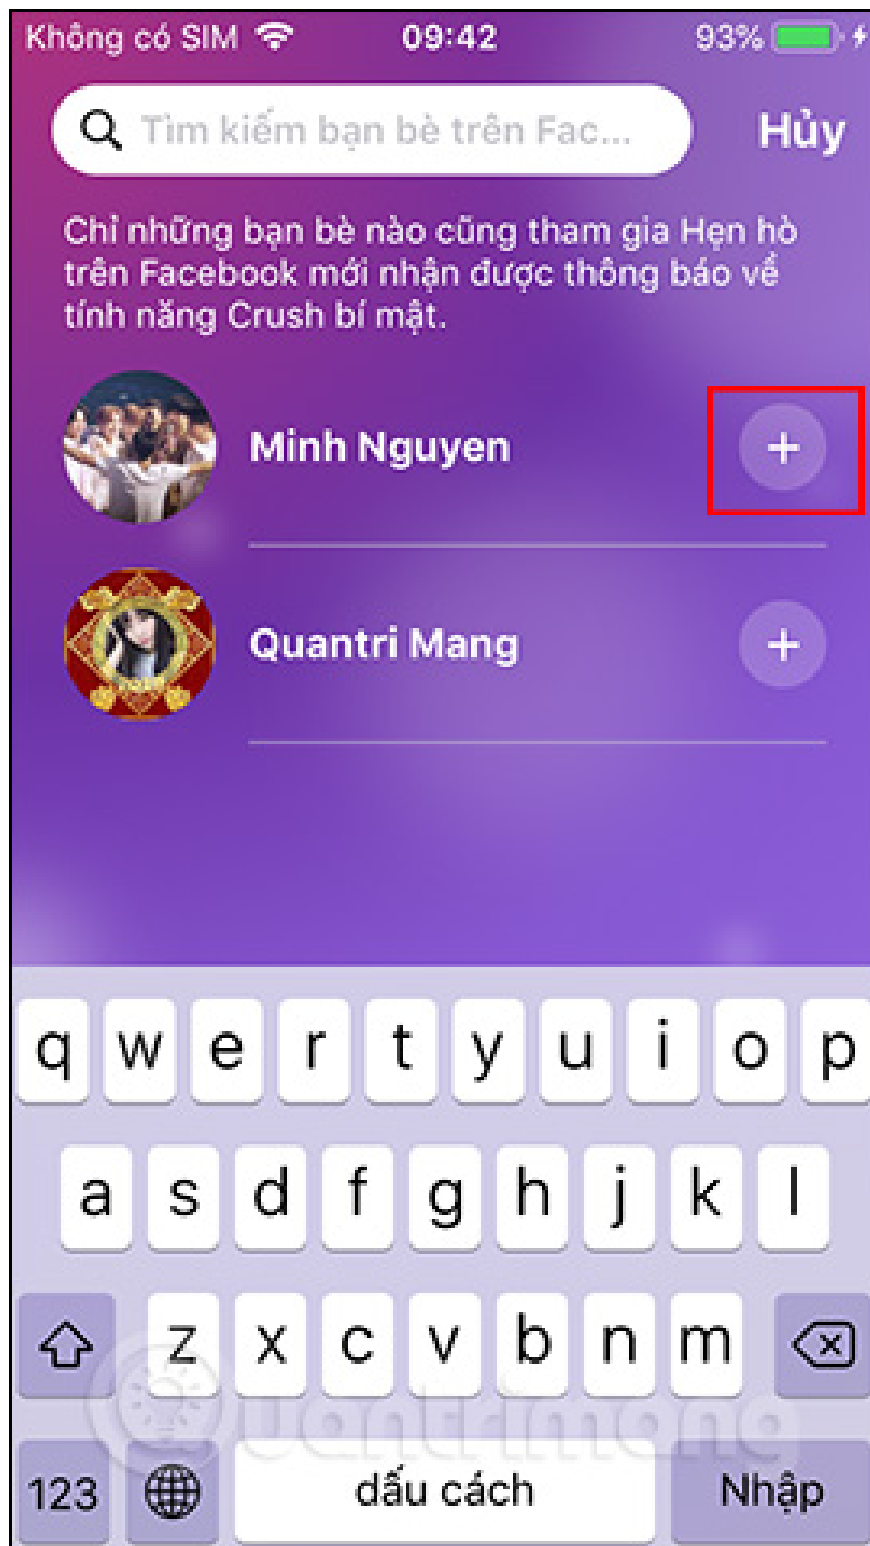 Không có SIM 09:42 93%
Tìm kiếm bạn bè trên Fac... Hủy
Chỉ những bạn bè nào cũng tham gia Hẹn hò
trên Facebook mới nhận được thông báo về
tính năng Crush bí mật.
Minh Nguyen +
Quantri Mang +
q w e r t y u i o p
a s d f g h j k l
z x c v b n m
uantrimang
123 dấu cách Nhập